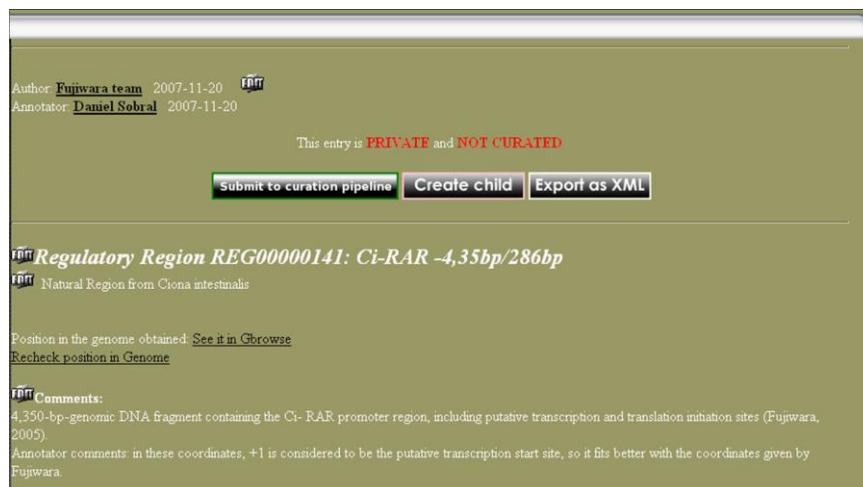 Author: Fujiwara team 2007-11-20 EDIT
Annotator: Daniel Sobral 2007-11-20
This entry is PRIVATE and NOT CURATED
Submit to curation pipeline Create child Export as XML
EDIT Regulatory Region REG00000141: Ci-RAR -4,35bp/286bp
EDIT Natural Region from Ciona intestinalis
Position in the genome obtained: See it in Gbrowse
Recheck position in Genome
EDIT Comments:
4,350-bp-genomic DNA fragment containing the Ci- RAR promoter region, including putative transcription and translation initiation sites (Fujiwara,
2005).
Annotator comments: in these coordinates, +1 is considered to be the putative transcription start site, so it fits better with the coordinates given by
Fujiwara.